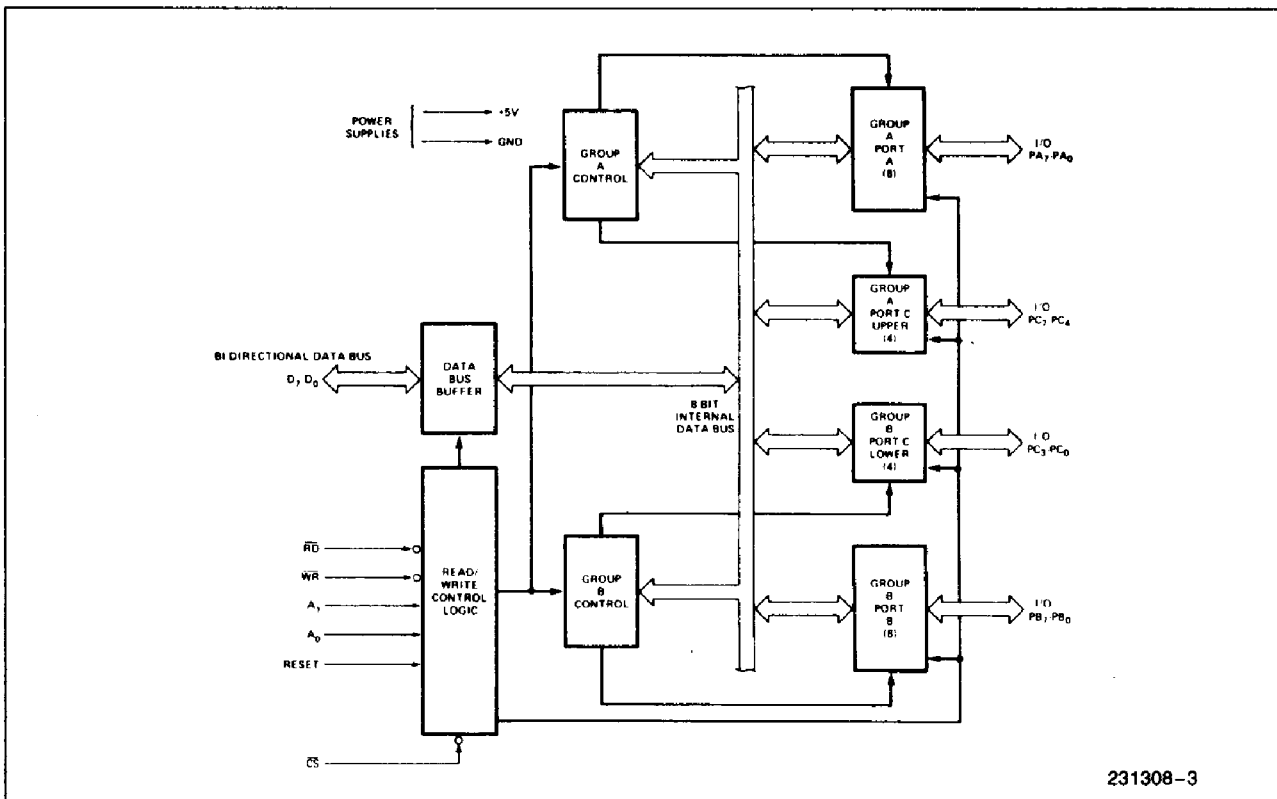 POWER
SUPPLIES
+5V
GND
GROUP
A
CONTROL
GROUP
A
PORT
A
(8)
I/O
PA7-PA0
GROUP
A
PORT C
UPPER
(4)
I/O
PC7-PC4
BI DIRECTIONAL DATA BUS
D7 D0
DATA
BUS
BUFFER
8 BIT
INTERNAL
DATA BUS
GROUP
B
PORT C
LOWER
(4)
I/O
PC3-PC0
RD
WR
A1
A0
RESET
CS
READ/
WRITE
CONTROL
LOGIC
GROUP
B
CONTROL
GROUP
B
PORT
B
(8)
I/O
PB7-PB0
231308-3